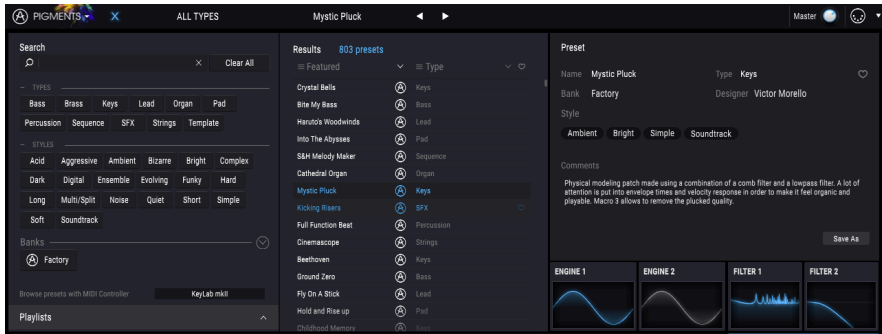 PIGMENTS X ALL TYPES Mystic Pluck Master
Search
Clear All
TYPES
Bass Brass Keys Lead Organ Pad
Percussion Sequence SFX Strings Template
STYLES
Acid Aggressive Ambient Bizarre Bright Complex
Dark Digital Ensemble Evolving Funky Hard
Long Multi/Split Noise Quiet Short Simple
Soft Soundtrack
Banks
Factory
Browse presets with MIDI Controller KeyLab mkII
Playlists
Results 803 presets
Featured Type
Crystal Bells Keys
Bite My Bass Bass
Haruto's Woodwinds Lead
Into The Abysses Pad
S&H Melody Maker Sequence
Cathedral Organ Organ
Mystic Pluck Keys
Kicking Risers SFX
Full Function Beat Percussion
Cinemascope Strings
Beethoven Keys
Ground Zero Bass
Fly On A Stick Lead
Hold and Rise up Pad
Childhood Memory Bass
Preset
Name Mystic Pluck Type Keys
Bank Factory Designer Victor Morello
Style
Ambient Bright Simple Soundtrack
Comments
Physical modeling patch made using a combination of a comb filter and a lowpass filter. A lot of
attention is put into envelope times and velocity response in order to make it feel organic and
playable. Macro 3 allows to remove the plucked quality.
Save As
ENGINE 1 ENGINE 2 FILTER 1 FILTER 2